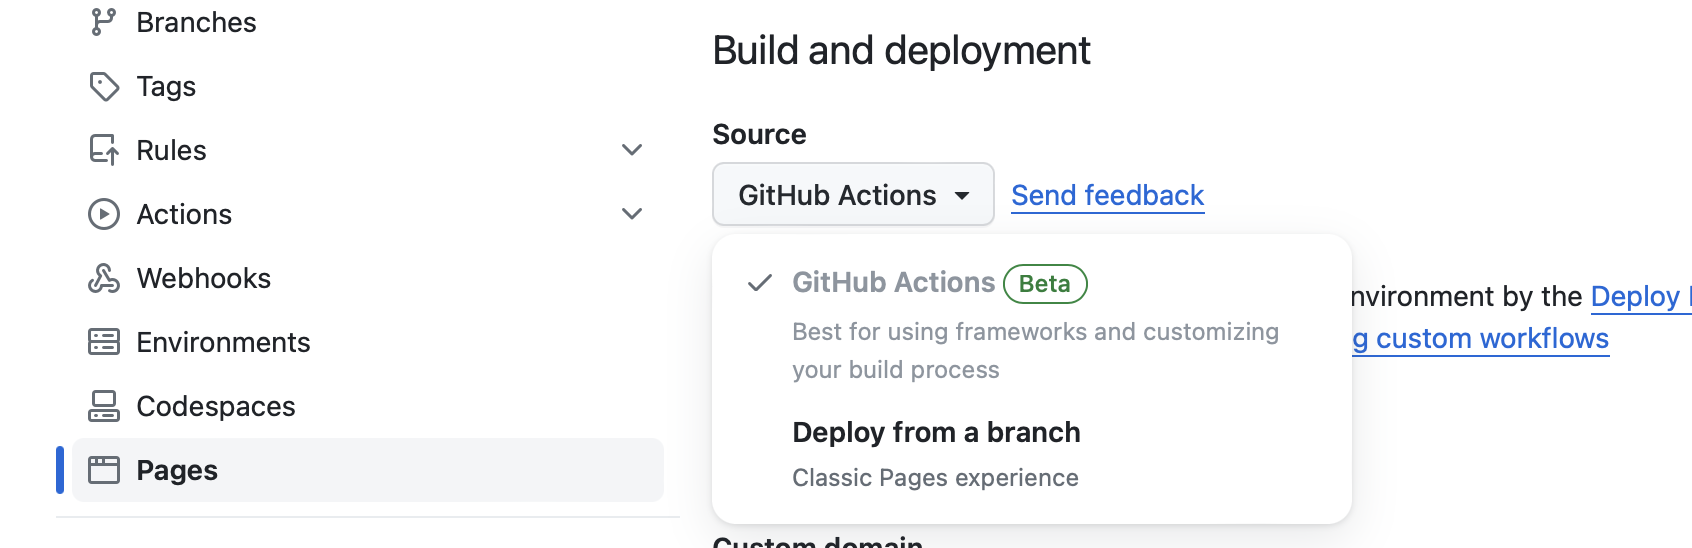 Branches
Tags
Rules
Actions
Webhooks
Environments
Codespaces
Pages
Build and deployment
Source
GitHub Actions
Send feedback
GitHub Actions Beta
Best for using frameworks and customizing
your build process
Deploy from a branch
Classic Pages experience
nvironment by the Deploy
g custom workflows
Custom domain